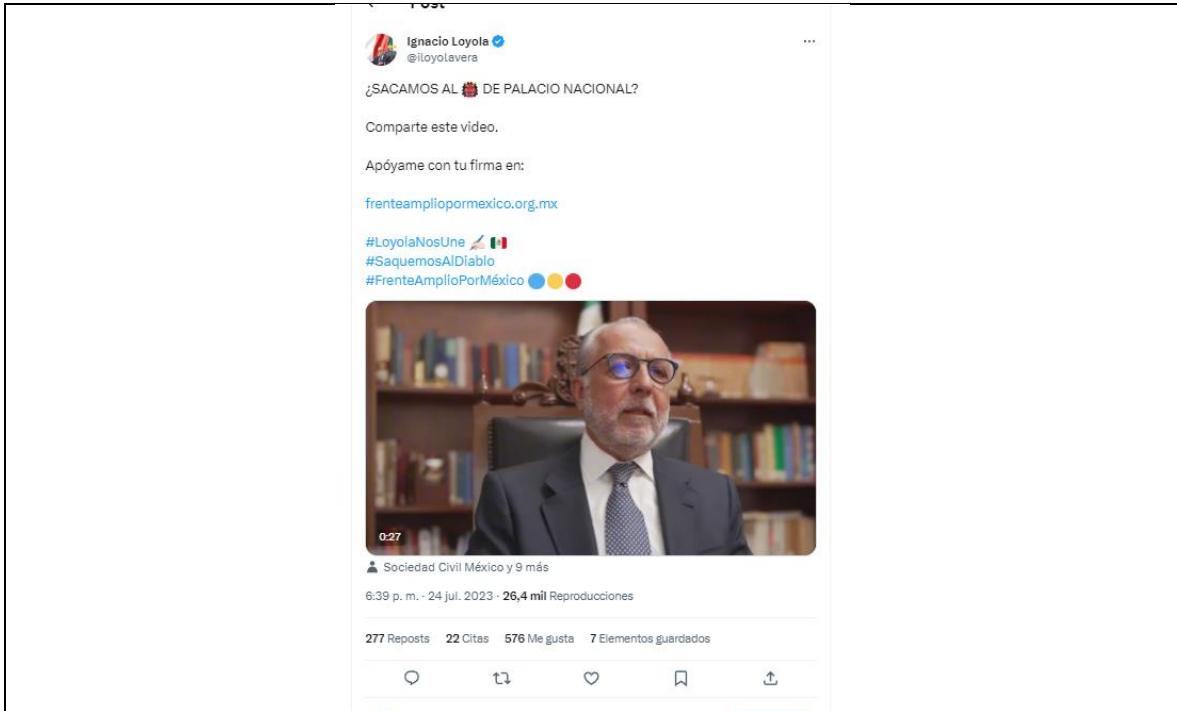 Post
Ignacio Loyola
@iloyolavera
¿SACAMOS AL 👹 DE PALACIO NACIONAL?
Comparte este video.
Apóyame con tu firma en:
frenteampliopormexico.org.mx
#LoyolaNosUne ✍🏻 🇲🇽
#SaquemosAlDiablo
#FrenteAmplioPorMéxico 🔵🟡🔴
0:27
Sociedad Civil México y 9 más
6:39 p. m. · 24 jul. 2023 · 26,4 mil Reproducciones
277 Reposts 22 Citas 576 Me gusta 7 Elementos guardados